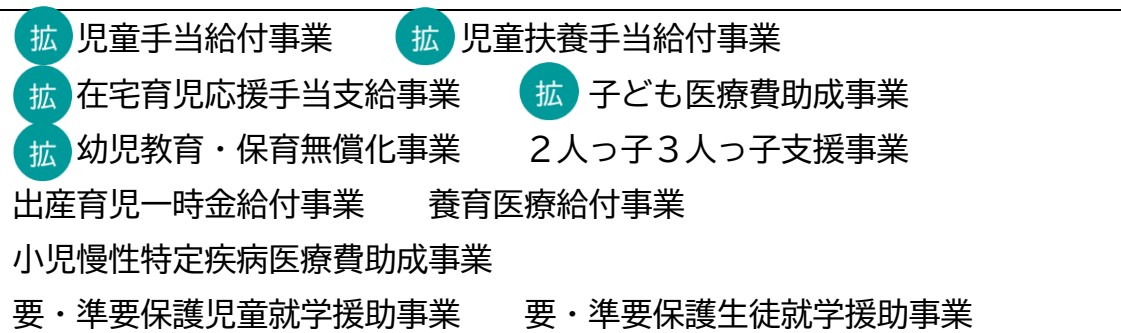 拡 児童手当給付事業　拡 児童扶養手当給付事業
拡 在宅育児応援手当支給事業　拡 子ども医療費助成事業
拡 幼児教育・保育無償化事業　２人っ子３人っ子支援事業
出産育児一時金給付事業　養育医療給付事業
小児慢性特定疾病医療費助成事業
要・準要保護児童就学援助事業　要・準要保護生徒就学援助事業